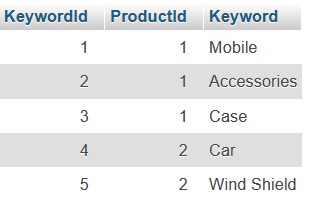 KeywordId ProductId Keyword
1 1 Mobile
2 1 Accessories
3 1 Case
4 2 Car
5 2 Wind Shield